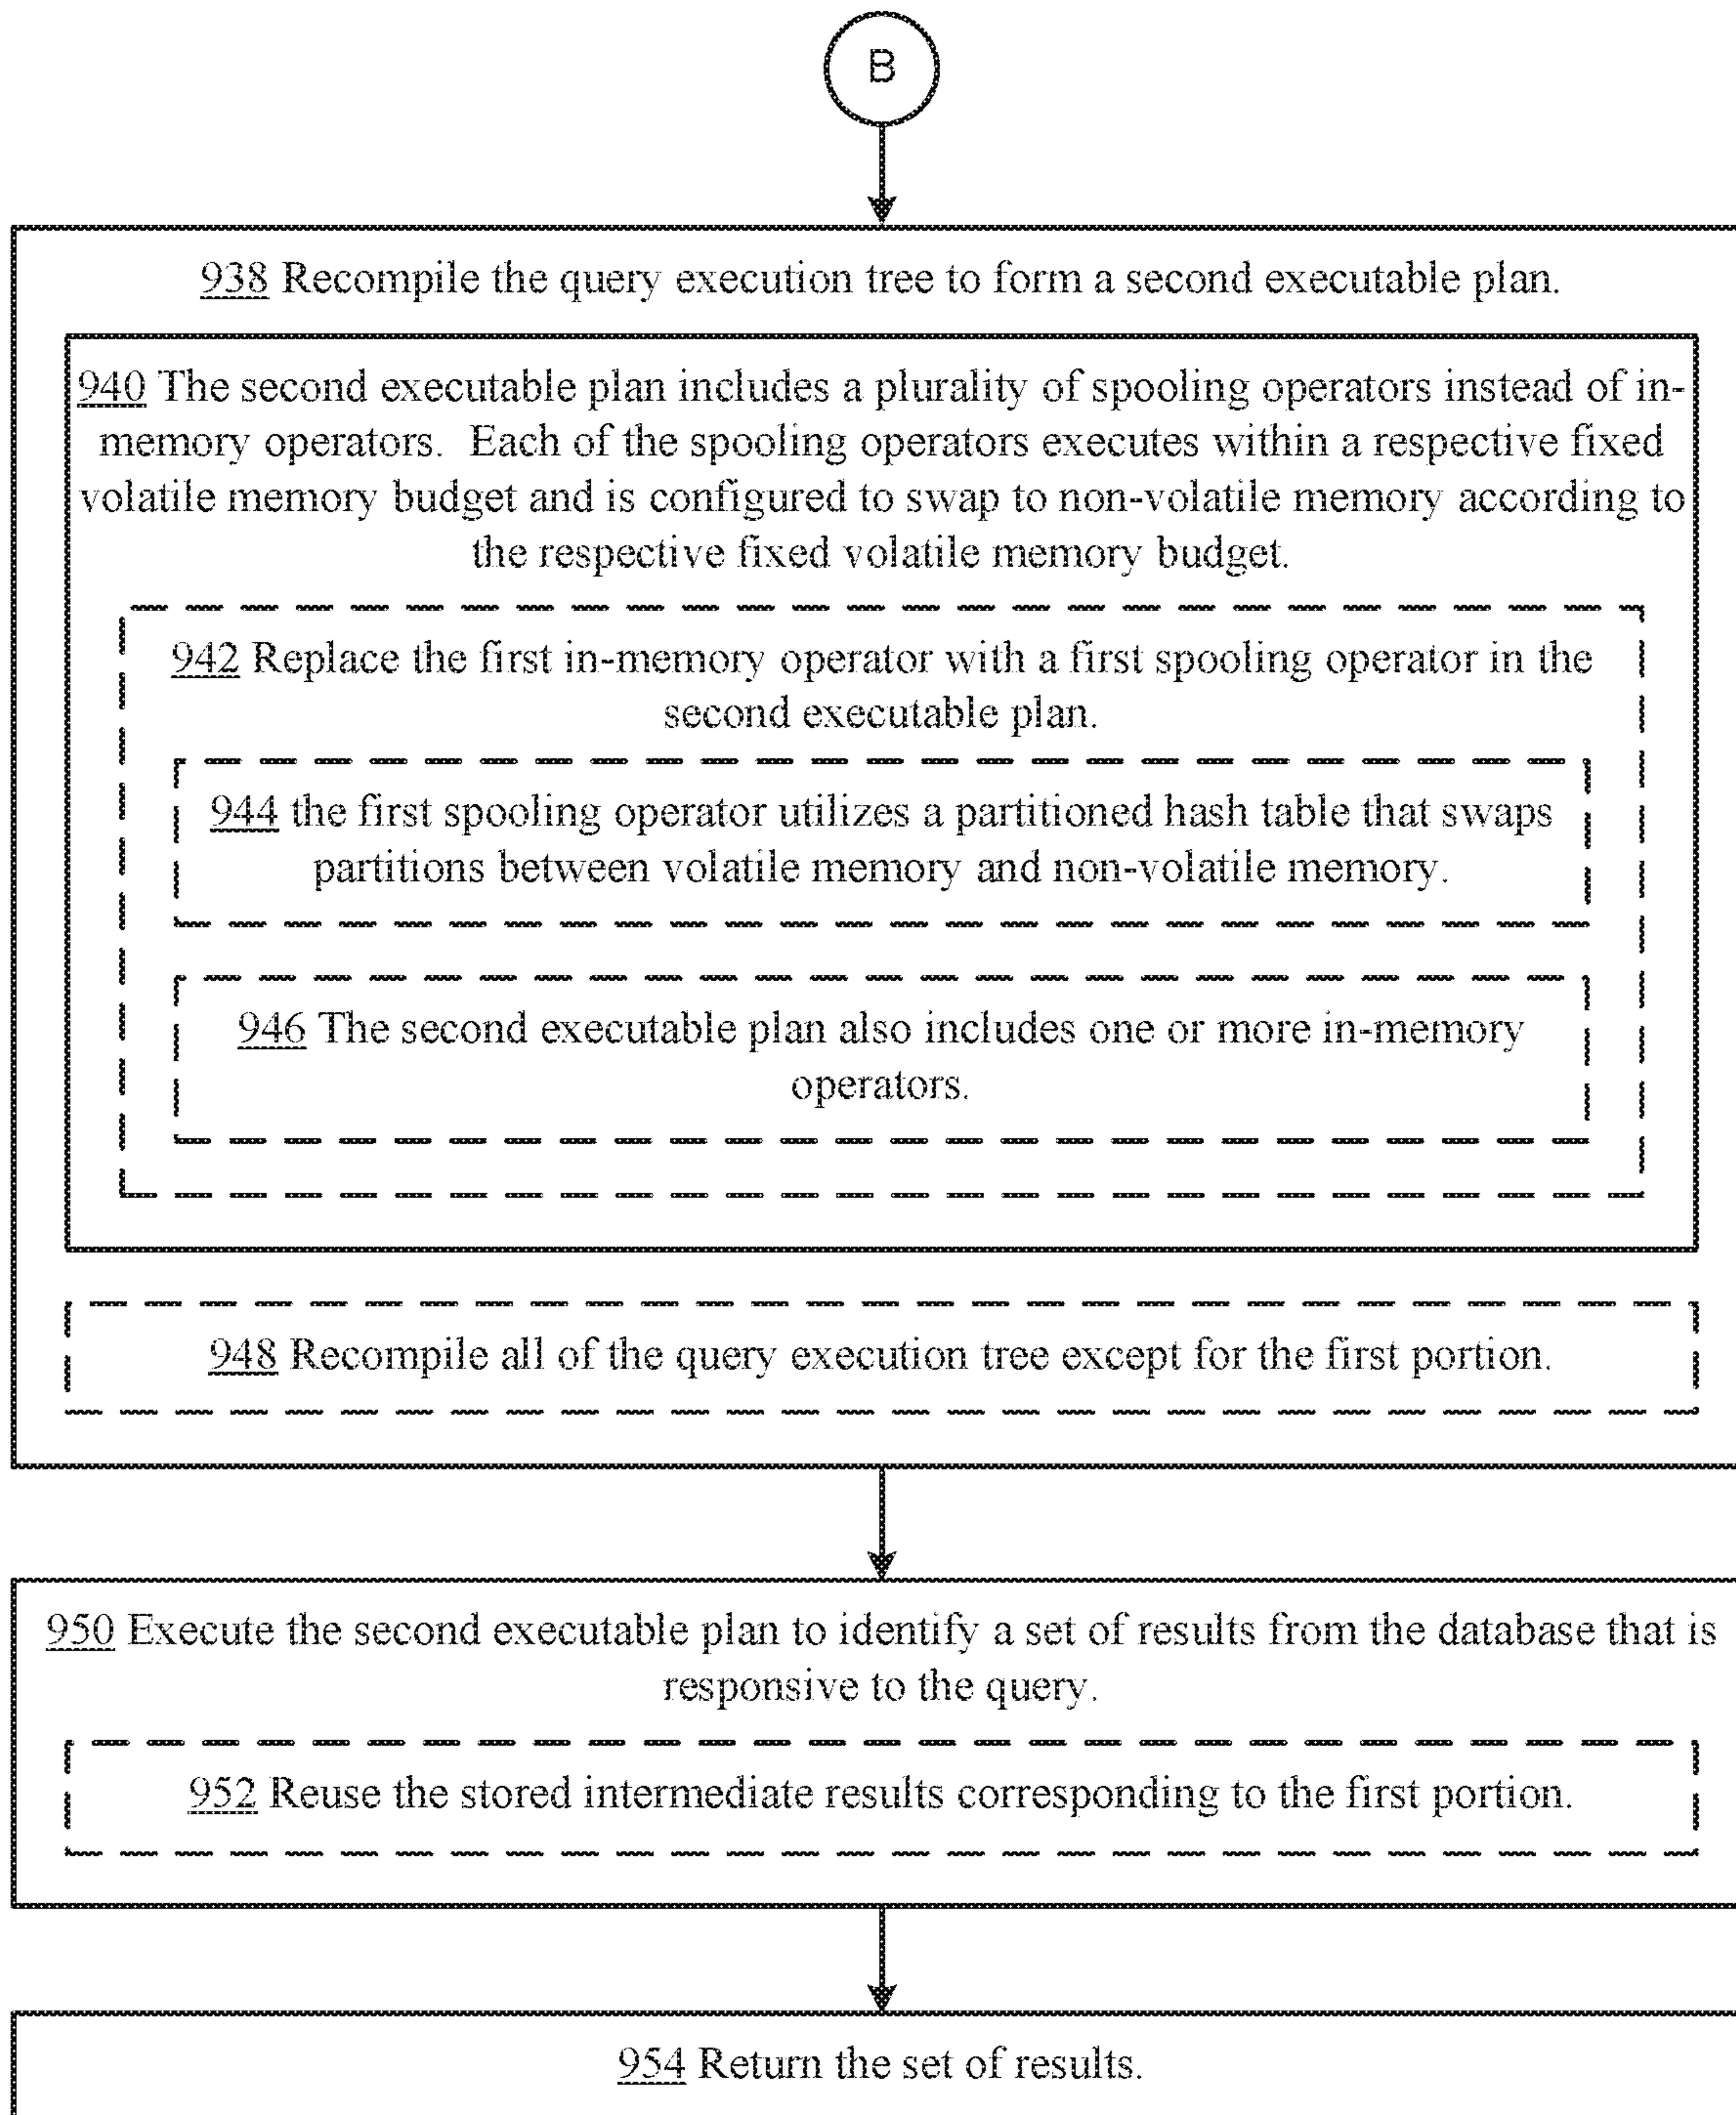 B
938 Recompile the query execution tree to form a second executable plan.
940 The second executable plan includes a plurality of spooling operators instead of in-
memory operators. Each of the spooling operators executes within a respective fixed
volatile memory budget and is configured to swap to non-volatile memory according to
the respective fixed volatile memory budget.
942 Replace the first in-memory operator with a first spooling operator in the
second executable plan.
944 the first spooling operator utilizes a partitioned hash table that swaps
partitions between volatile memory and non-volatile memory.
946 The second executable plan also includes one or more in-memory
operators.
948 Recompile all of the query execution tree except for the first portion.
950 Execute the second executable plan to identify a set of results from the database that is
responsive to the query.
952 Reuse the stored intermediate results corresponding to the first portion.
954 Return the set of results.